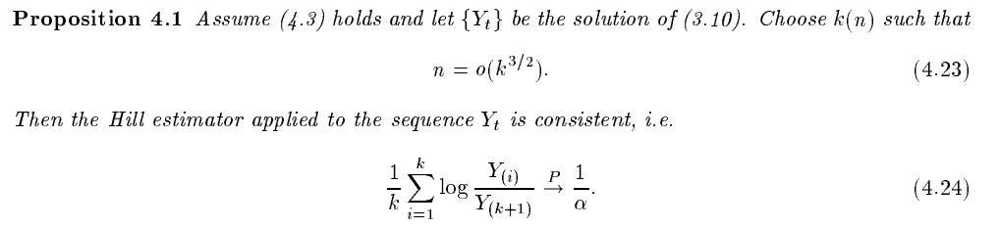 Proposition 4.1 Assume (4.3) holds and let {Y_t} be the solution of (3.10). Choose k(n) such that
n = o(k^{3/2}). (4.23)
Then the Hill estimator applied to the sequence Y_t is consistent, i.e.
\frac{1}{k} \sum_{i=1}^{k} \log \frac{Y_{(i)}}{Y_{(k+1)}} \xrightarrow{P} \frac{1}{\alpha}. (4.24)